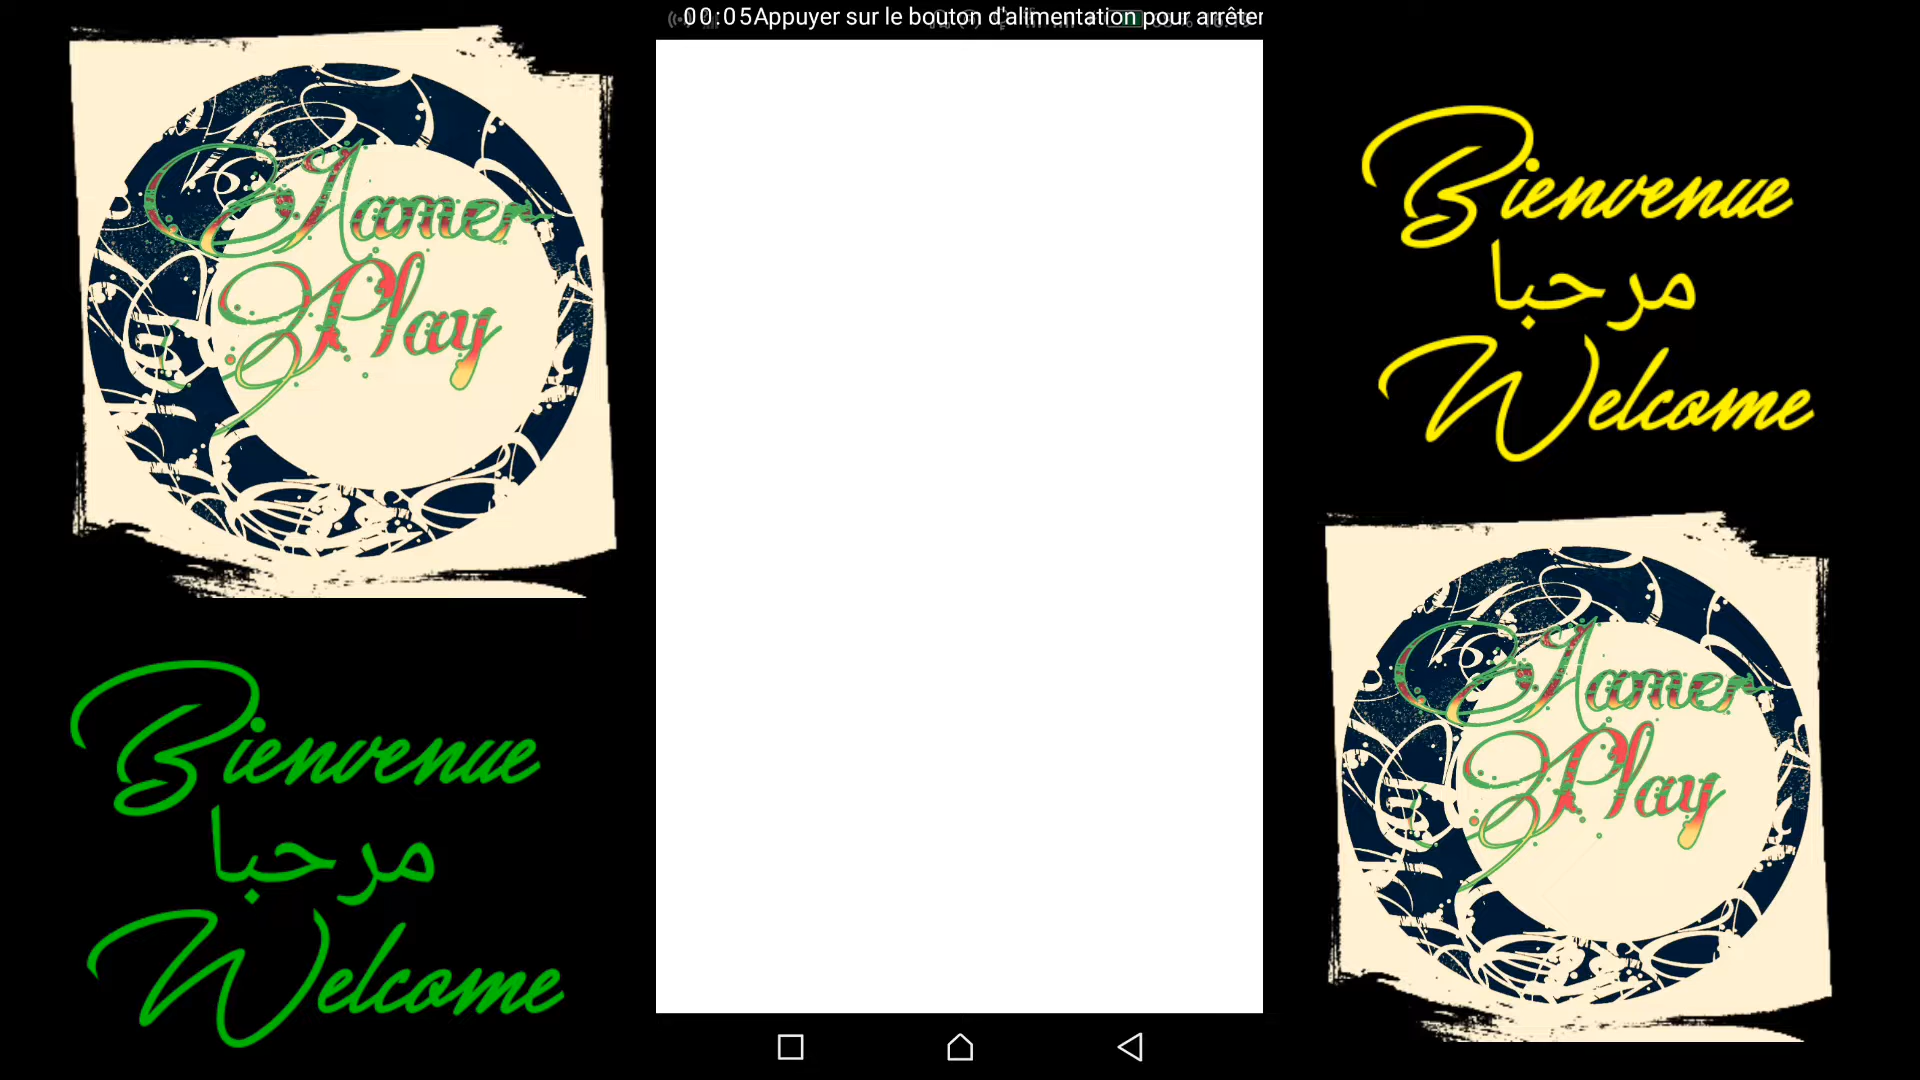 00:05Appuyer sur le bouton d'alimentation pour arrêter
Gamer
Play
Bienvenue
مرحبا
Welcome
Bienvenue
مرحبا
Welcome
Gamer
Play